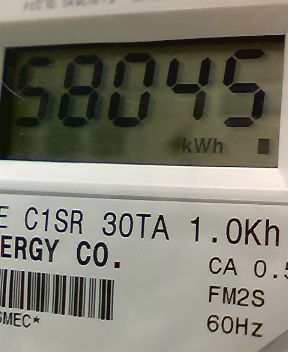 58045
kWh
E C1SR 30TA 1.0Kh
ERGY CO.
CA 0.5
FM2S
60Hz
SMEC*